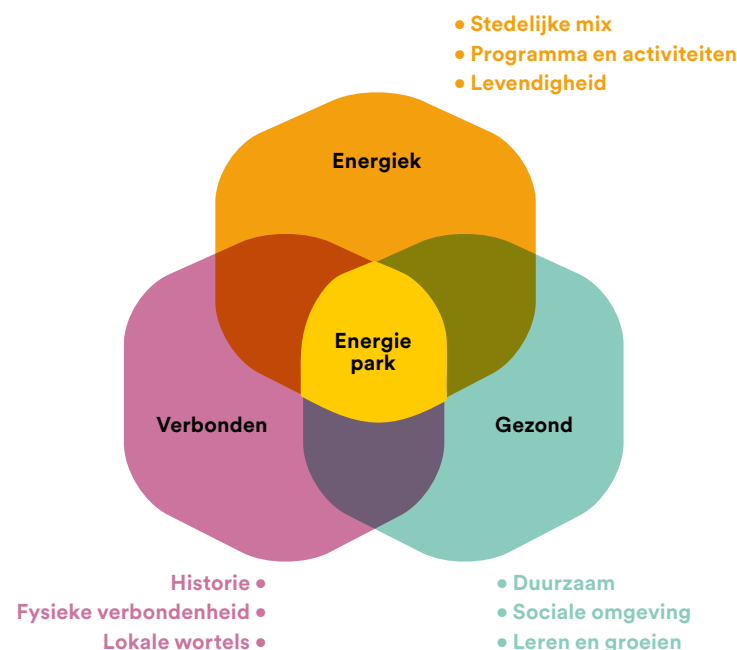 • Stedelijke mix
• Programma en activiteiten
• Levendigheid
Energiek
Energie
park
Verbonden
Gezond
Historie •
Fysieke verbondenheid •
Lokale wortels •
• Duurzaam
• Sociale omgeving
• Leren en groeien